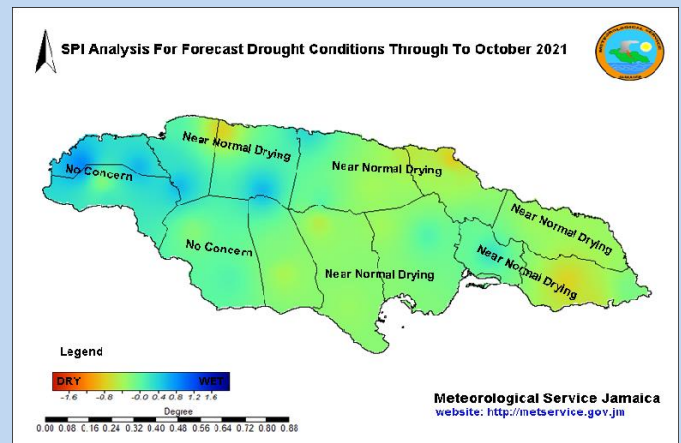 SPI Analysis For Forecast Drought Conditions Through To October 2021
METEOROLOGICAL SERVICE
JAMAICA
Near Normal Drying
No Concern
Near Normal Drying
Near Normal Drying
No Concern
Near Normal Drying
Near Normal Drying
Legend
DRY WET
-1.6 -0.8 -0.0 0.4 0.8 1.2 1.6
Degree
0.00 0.08 0.16 0.24 0.32 0.40 0.48 0.56 0.64 0.72 0.80 0.88
Meteorological Service Jamaica
website: http://metservice.gov.jm